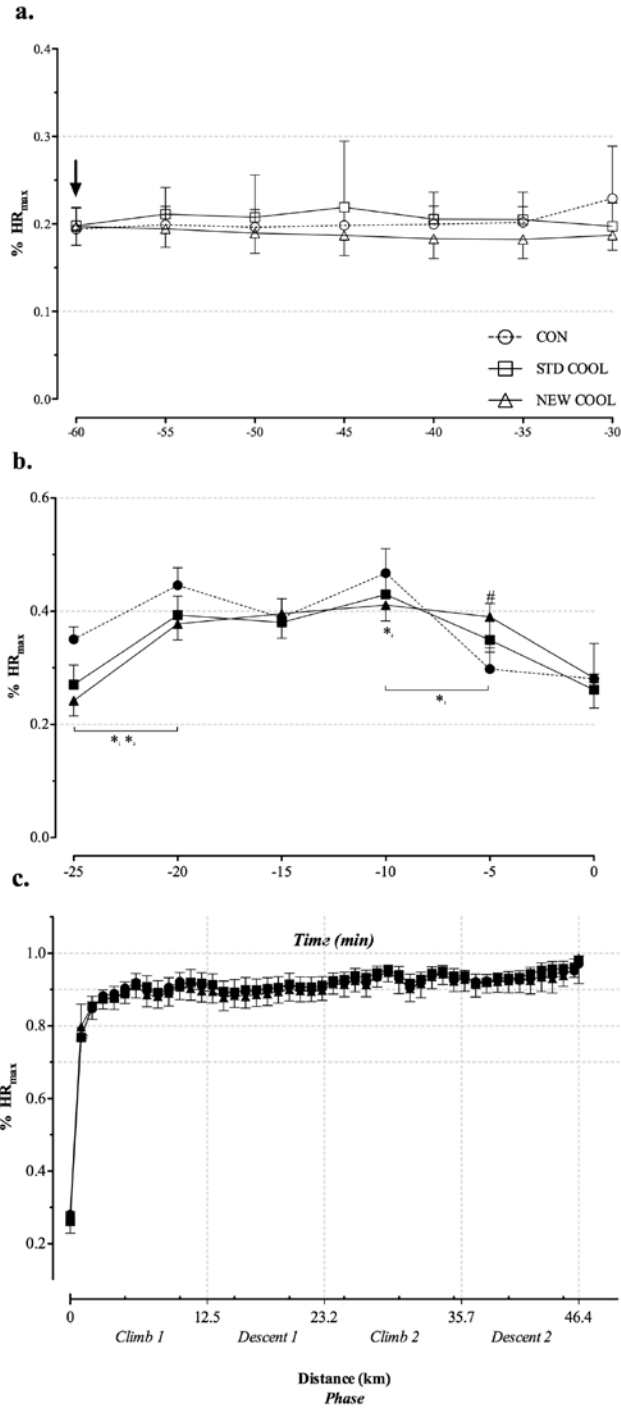 a.
0.4
0.3
0.2
0.1
0.0
% HRmax
CON
STD COOL
NEW COOL
-60 -55 -50 -45 -40 -35 -30
b.
0.6
0.4
0.2
0.0
% HRmax
#
*
*
* *
-25 -20 -15 -10 -5 0
c.
Time (min)
1.0
0.9
0.8
0.6
0.4
0.2
% HRmax
0 12.5 23.2 35.7 46.4
Climb 1 Descent 1 Climb 2 Descent 2
Distance (km)
Phase